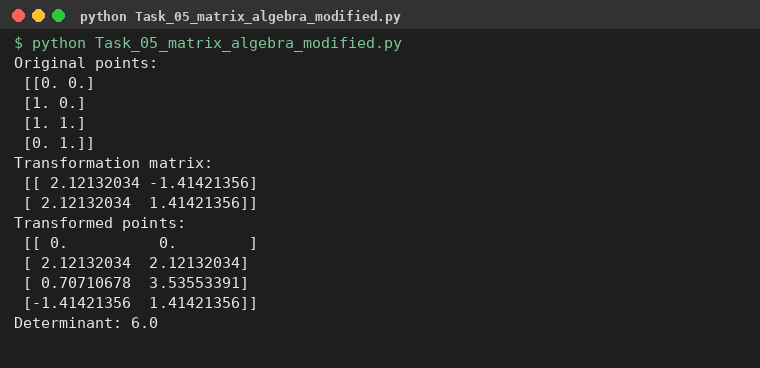 python Task_05_matrix_algebra_modified.py
$ python Task_05_matrix_algebra_modified.py
Original points:
 [[0. 0.]
 [1. 0.]
 [1. 1.]
 [0. 1.]]
Transformation matrix:
 [[ 2.12132034 -1.41421356]
 [ 2.12132034  1.41421356]]
Transformed points:
 [[ 0.          0.        ]
 [ 2.12132034  2.12132034]
 [ 0.70710678  3.53553391]
 [-1.41421356  1.41421356]]
Determinant: 6.0